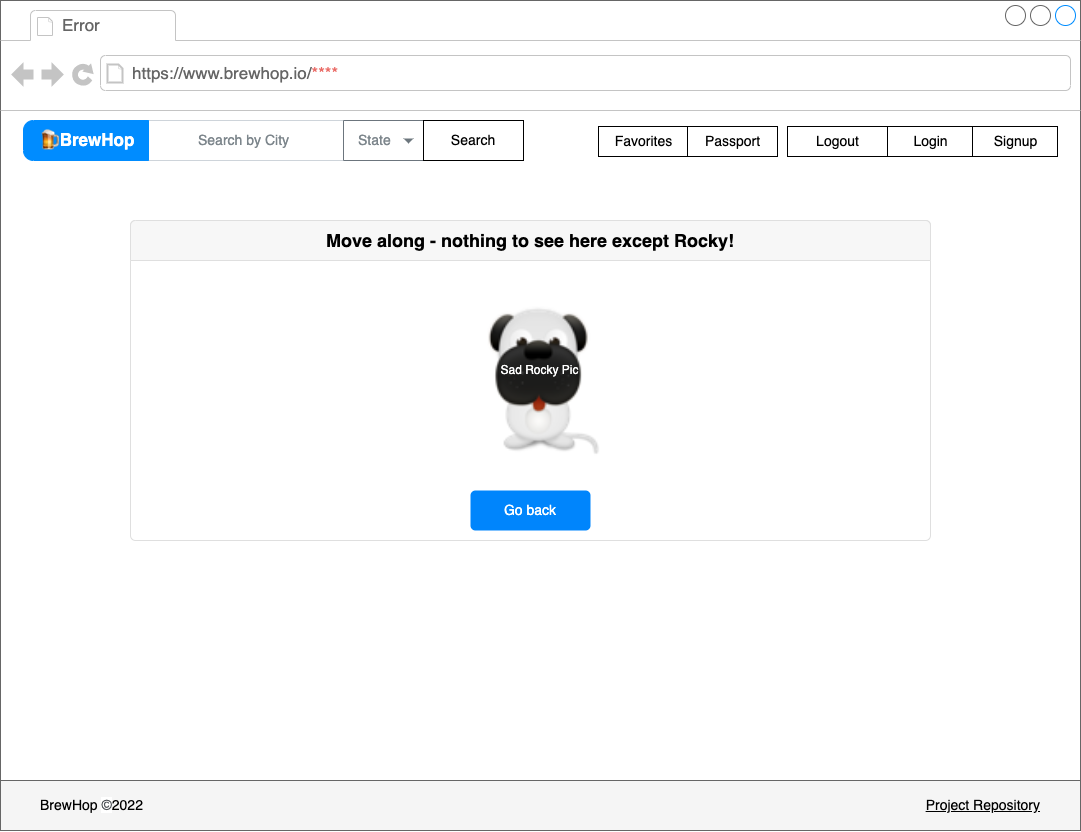 Error
https://www.brewhop.io/****
BrewHop Search by City State Search Favorites Passport Logout Login Signup
Move along - nothing to see here except Rocky!
Sad Rocky Pic
Go back
BrewHop ©2022 Project Repository